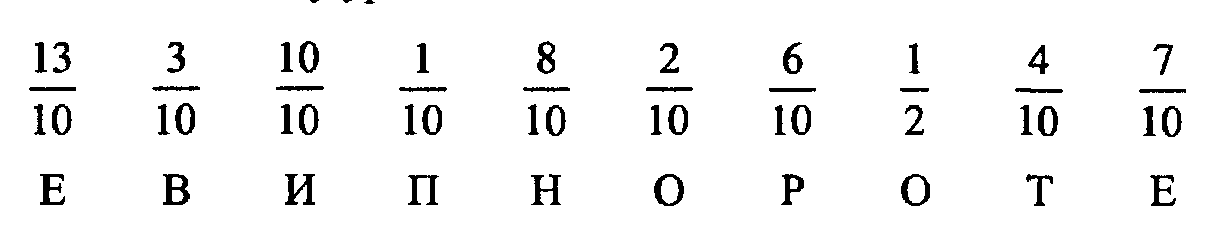 13/10 3/10 10/10 1/10 8/10 2/10 6/10 1/2 4/10 7/10
Е В И П Н О Р О Т Е